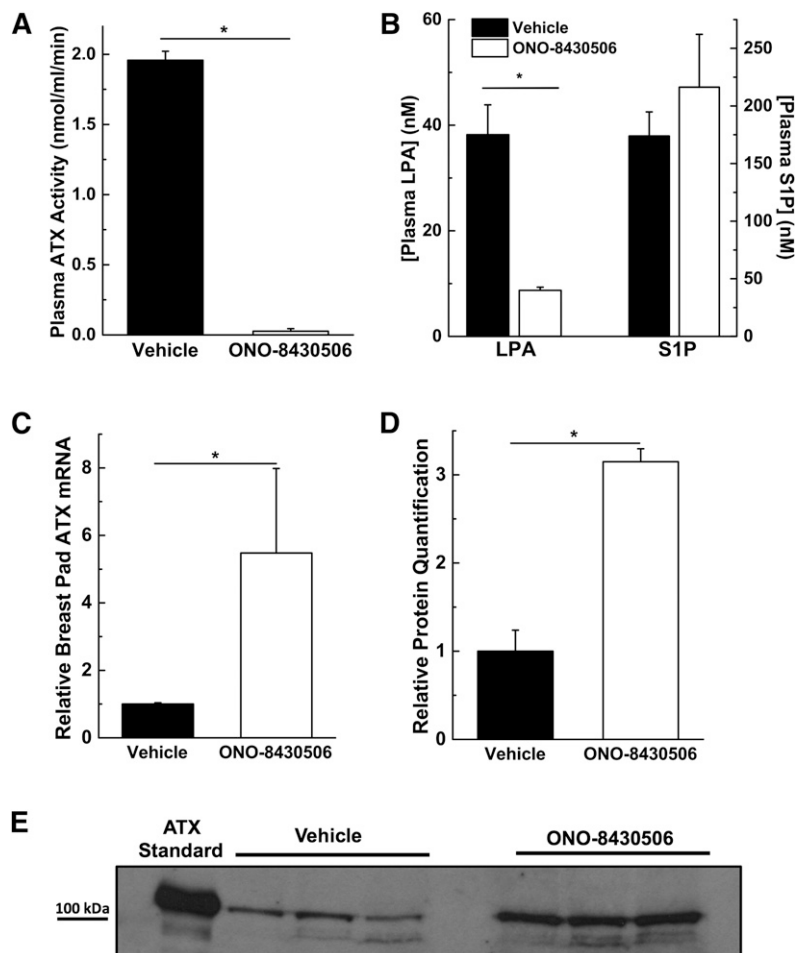 A
Plasma ATX Activity (nmol/ml/min)
2.0
1.5
1.0
0.5
0.0
*
Vehicle
ONO-8430506
B
Vehicle
ONO-8430506
[Plasma LPA] (nM)
60
40
20
0
*
LPA
S1P
250
200
150
100
50
0
[Plasma S1P] (nM)
C
Relative Breast Pad ATX mRNA
8
6
4
2
0
*
Vehicle
ONO-8430506
D
Relative Protein Quantification
3
2
1
0
*
Vehicle
ONO-8430506
E
ATX
Standard
Vehicle
ONO-8430506
100 kDa